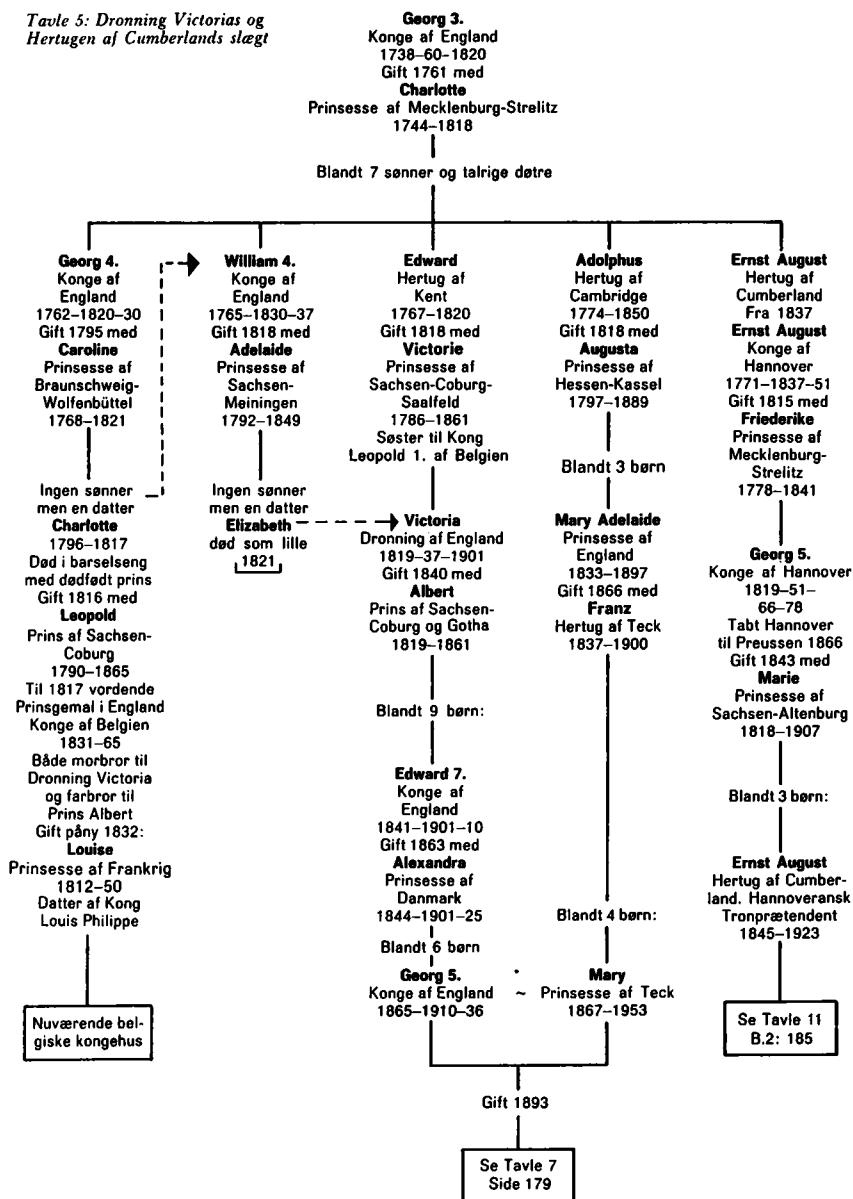 Tavle 5: Dronning Victorias og
Hertugen af Cumberlands slægt
Georg 3.
Konge af England
1738–60–1820
Gift 1761 med
Charlotte
Prinsesse af Mecklenburg-Strelitz
1744–1818
Blandt 7 sønner og talrige døtre
Georg 4.
Konge af
England
1762–1820–30
Gift 1795 med
Caroline
Prinsesse af
Braunschweig-
Wolfenbüttel
1768–1821
Ingen sønner
men en datter
Charlotte
1796–1817
Død i barselseng
med dødfødt prins
Gift 1816 med
Leopold
Prins af Sachsen-
Coburg
1790–1865
Til 1817 vordende
Prinsgemal i England
Konge af Belgien
1831–65
Både morbror til
Dronning Victoria
og farbror til
Prins Albert
Gift påny 1832:
Louise
Prinsesse af Frankrig
1812–50
Datter af Kong
Louis Philippe
Nuværende bel-
giske kongehus
William 4.
Konge af
England
1765–1830–37
Gift 1818 med
Adelaide
Prinsesse af
Sachsen-
Meiningen
1792–1849
Ingen sønner
men en datter
Elizabeth
død som lille
1821
Edward
Hertug af
Kent
1767–1820
Gift 1818 med
Victorie
Prinsesse af
Sachsen-Coburg-
Saalfeld
1786–1861
Søster til Kong
Leopold 1. af Belgien
Victoria
Dronning af England
1819–37–1901
Gift 1840 med
Albert
Prins af Sachsen-
Coburg og Gotha
1819–1861
Blandt 9 børn:
Edward 7.
Konge af
England
1841–1901–10
Gift 1863 med
Alexandra
Prinsesse af
Danmark
1844–1901–25
Blandt 6 børn
Georg 5.
Konge af England
1865–1910–36
~
Adolphus
Hertug af
Cambridge
1774–1850
Gift 1818 med
Augusta
Prinsesse af
Hessen-Kassel
1797–1889
Blandt 3 børn
Mary Adelaide
Prinsesse af
England
1833–1897
Gift 1866 med
Franz
Hertug af Teck
1837–1900
Blandt 4 børn:
Mary
Prinsesse af Teck
1867–1953
Gift 1893
Se Tavle 7
Side 179
Ernst August
Hertug af
Cumberland
Fra 1837
Ernst August
Konge af
Hannover
1771–1837–51
Gift 1815 med
Friederike
Prinsesse af
Mecklenburg-
Strelitz
1778–1841
Georg 5.
Konge af Hannover
1819–51–
66–78
Tabt Hannover
til Preussen 1866
Gift 1843 med
Marie
Prinsesse af
Sachsen-Altenburg
1818–1907
Blandt 3 børn:
Ernst August
Hertug af Cumber-
land. Hannoveransk
Tronprætendent
1845–1923
Se Tavle 11
B.2: 185